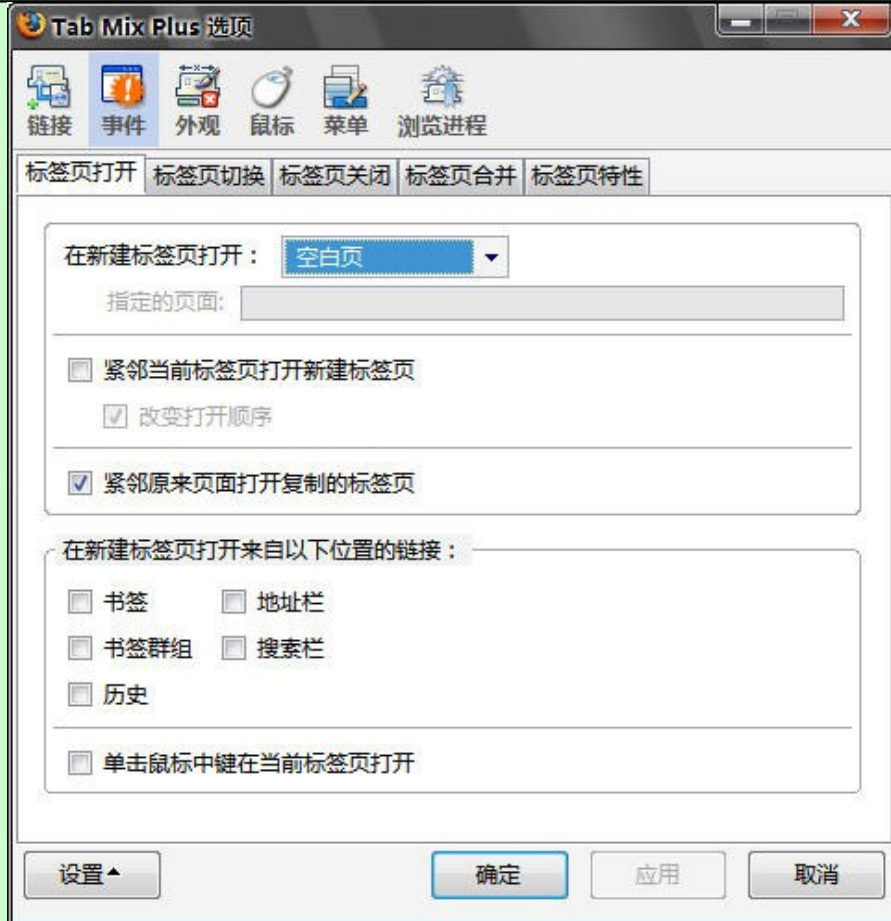 Tab Mix Plus 选项
链接 事件 外观 鼠标 菜单 浏览进程
标签页打开 标签页切换 标签页关闭 标签页合并 标签页特性
在新建标签页打开： 空白页
指定的页面:
紧邻当前标签页打开新建标签页
改变打开顺序
紧邻原来页面打开复制的标签页
在新建标签页打开来自以下位置的链接：
书签 地址栏
书签群组 搜素栏
历史
单击鼠标中键在当前标签页打开
设置 确定 应用 取消